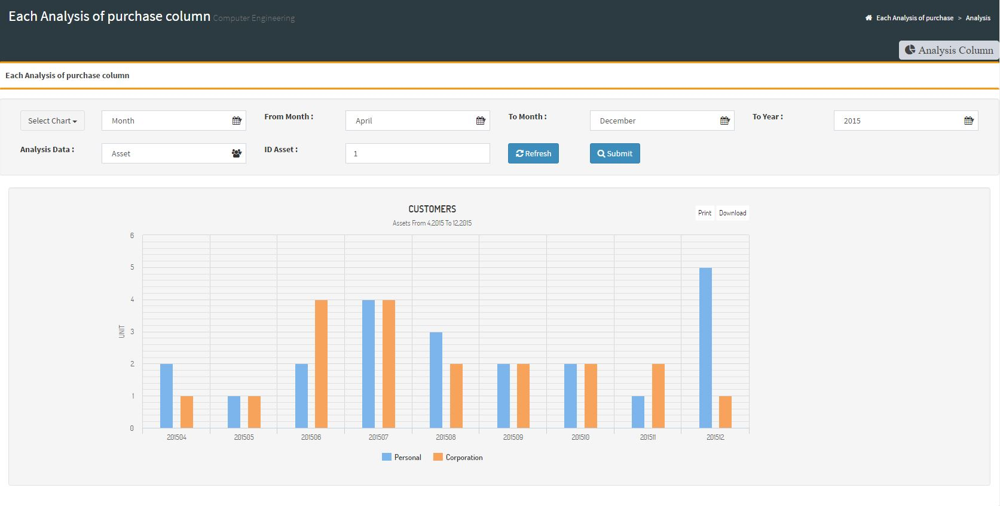 Each Analysis of purchase column Computer Engineering
Each Analysis of purchase > Analysis
Analysis Column
Each Analysis of purchase column
Select Chart Month From Month : April To Month : December To Year : 2015
Analysis Data : Asset ID Asset : 1 Refresh Submit
CUSTOMERS
Print Download
Assets From 4,2015 To 12,2015
6
5
4
3
2
1
0
UNIT
201504 201505 201506 201507 201508 201509 201510 201511 201512
Personal Corporation